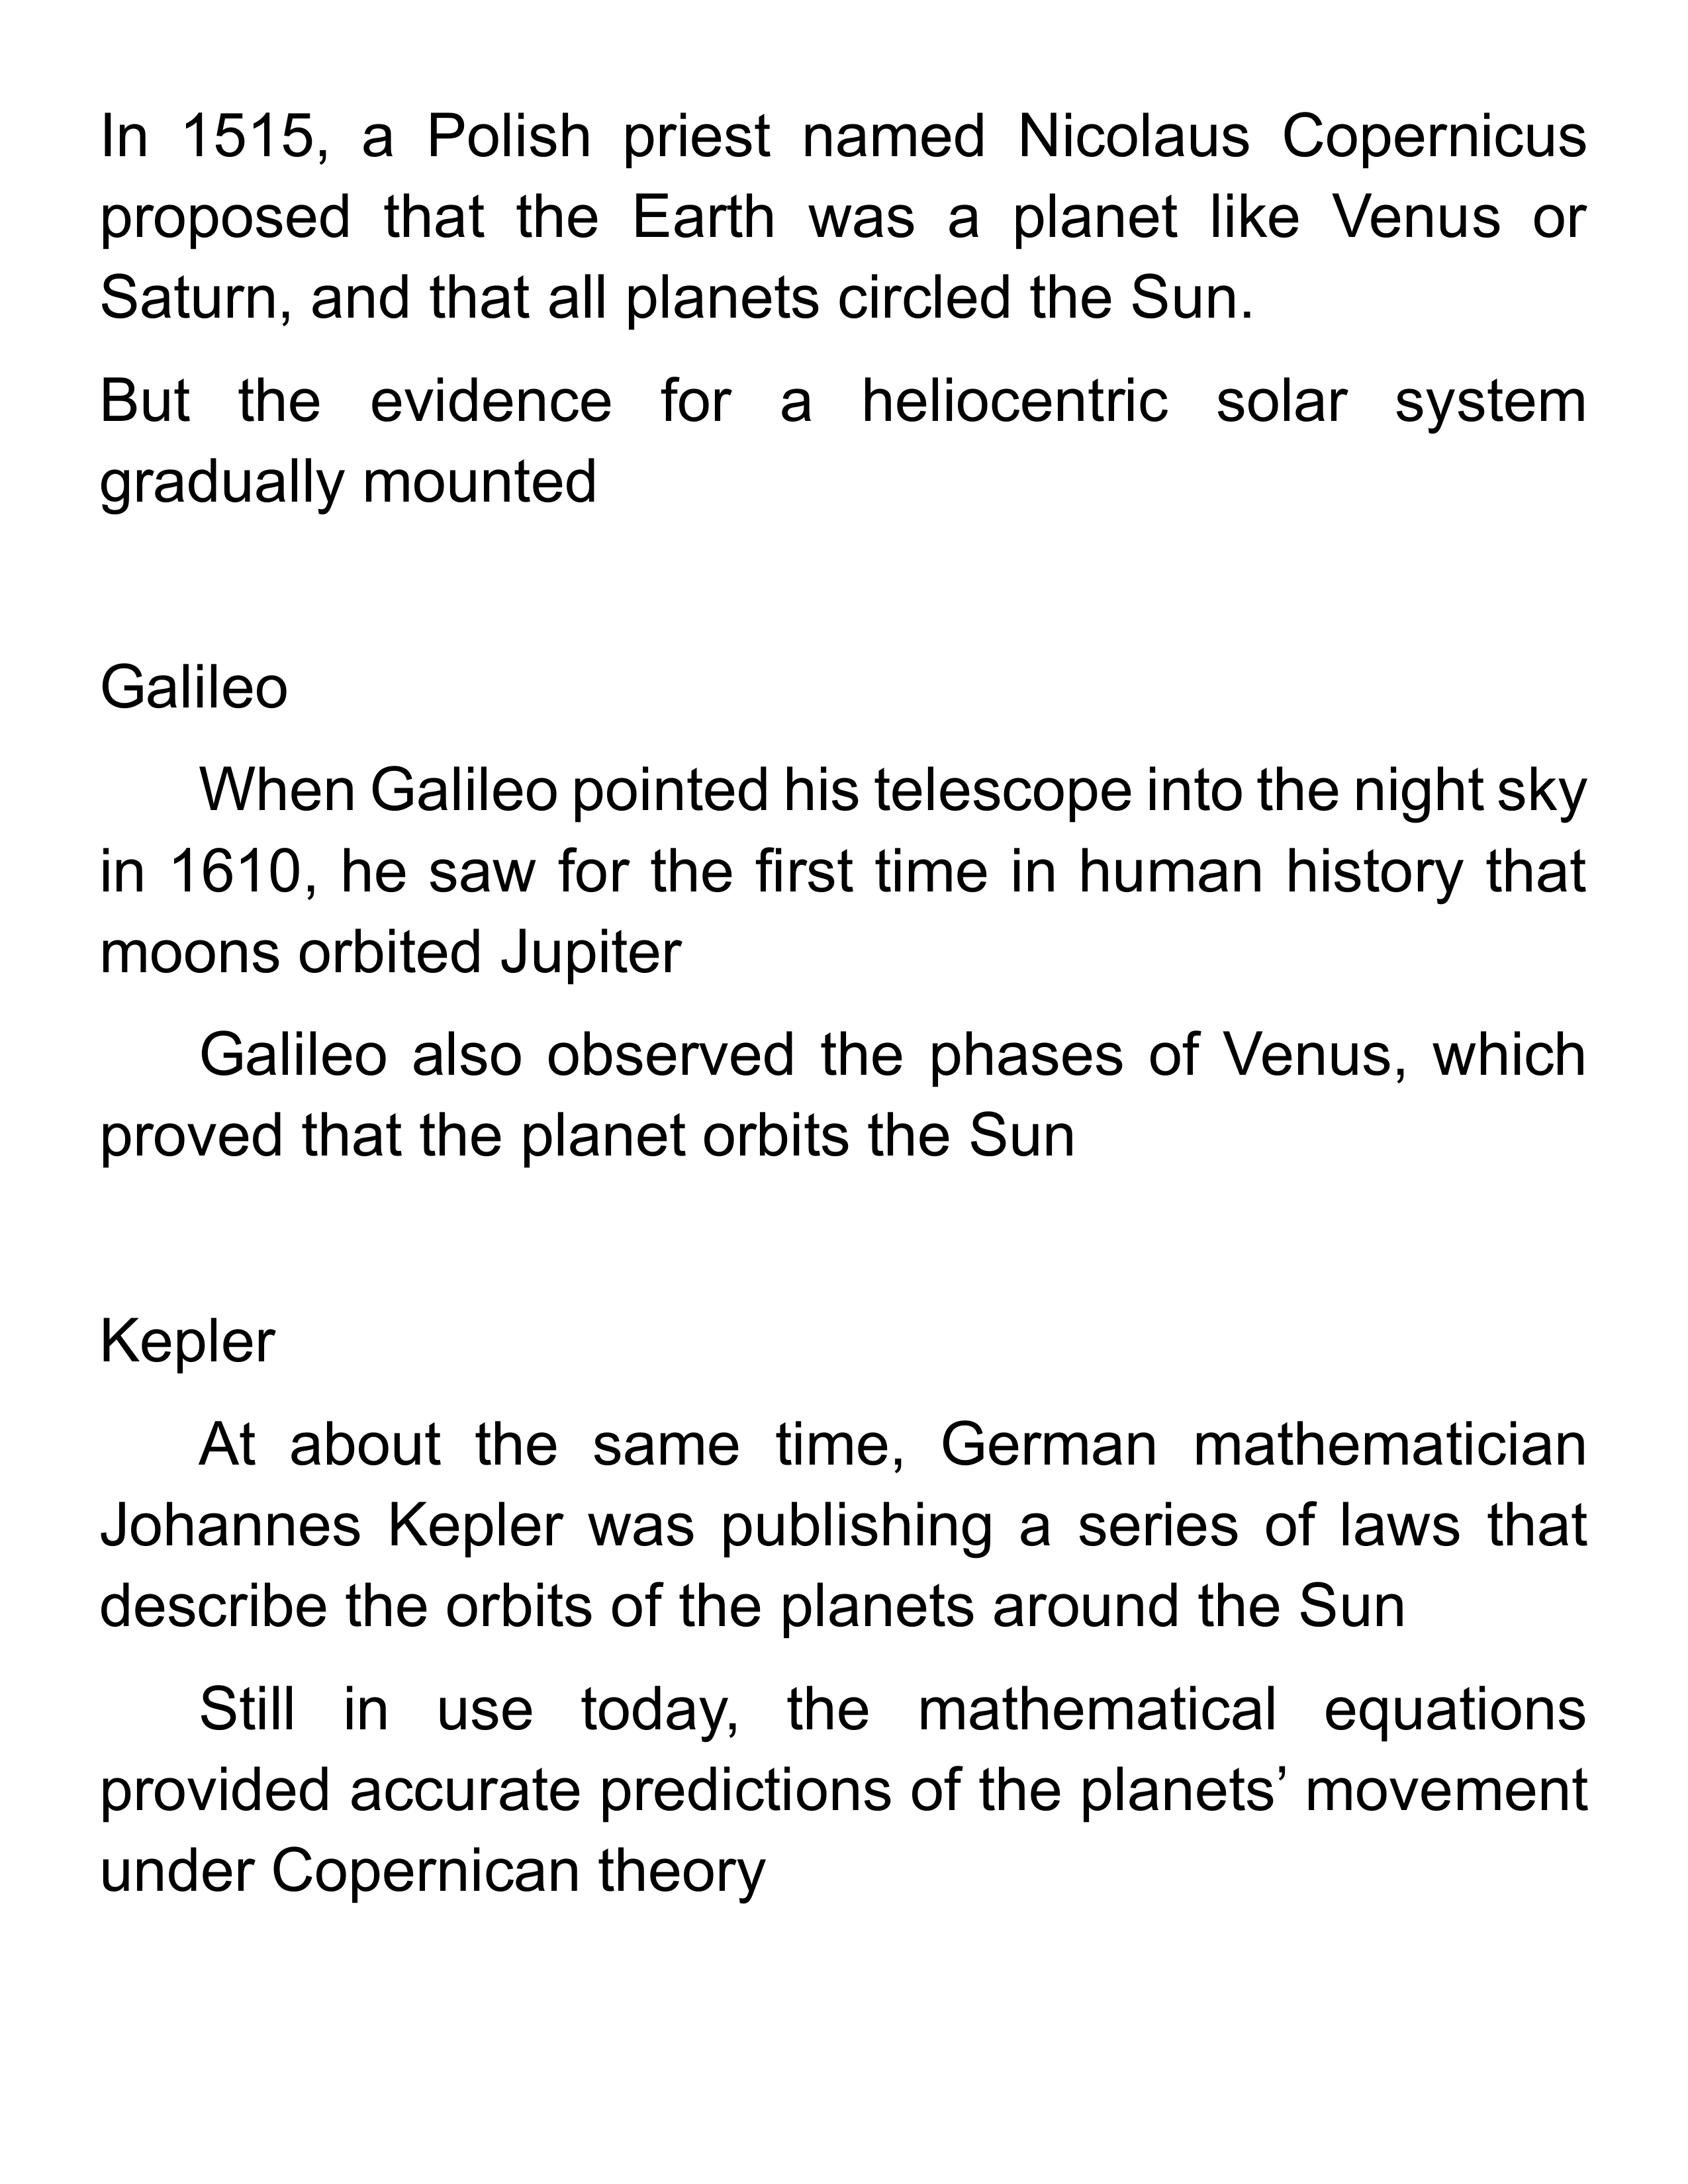 In 1515, a Polish priest named Nicolaus Copernicus
proposed that the Earth was a planet like Venus or
Saturn, and that all planets circled the Sun.
But the evidence for a heliocentric solar system
gradually mounted
Galileo
When Galileo pointed his telescope into the night sky
in 1610, he saw for the first time in human history that
moons orbited Jupiter
Galileo also observed the phases of Venus, which
proved that the planet orbits the Sun
Kepler
At about the same time, German mathematician
Johannes Kepler was publishing a series of laws that
describe the orbits of the planets around the Sun
Still in use today, the mathematical equations
provided accurate predictions of the planets’ movement
under Copernican theory